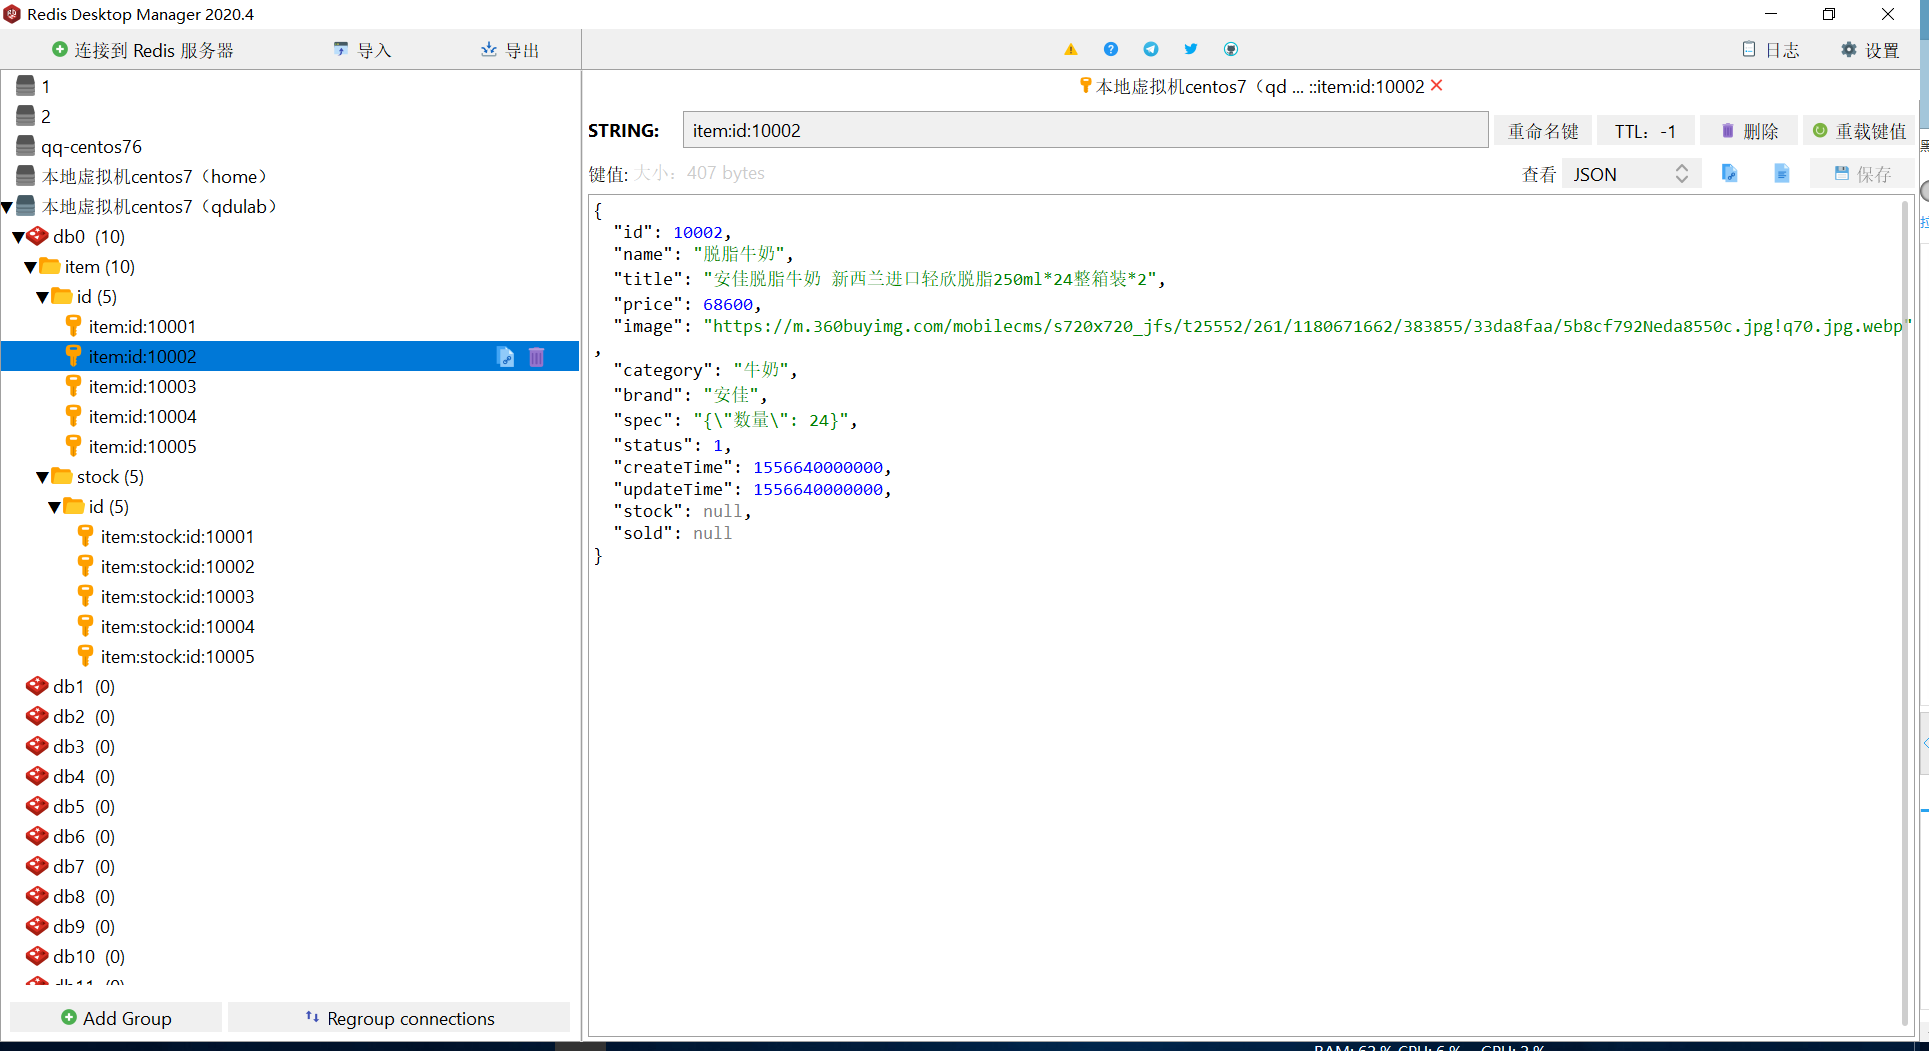 Redis Desktop Manager 2020.4
连接到 Redis 服务器
导入
导出
日志
设置
1
2
qq-centos76
本地虚拟机centos7（home）
本地虚拟机centos7（qdulab）
db0 (10)
item (10)
id (5)
item:id:10001
item:id:10002
item:id:10003
item:id:10004
item:id:10005
stock (5)
id (5)
item:stock:id:10001
item:stock:id:10002
item:stock:id:10003
item:stock:id:10004
item:stock:id:10005
db1 (0)
db2 (0)
db3 (0)
db4 (0)
db5 (0)
db6 (0)
db7 (0)
db8 (0)
db9 (0)
db10 (0)
db11 (0)
Add Group
Regroup connections
本地虚拟机centos7（qd ... ::item:id:10002
STRING:
item:id:10002
重命名键
TTL: -1
删除
重载键值
键值: 大小: 407 bytes
查看
JSON
保存
{
"id": 10002,
"name": "脱脂牛奶",
"title": "安佳脱脂牛奶 新西兰进口轻欣脱脂250ml*24整箱装*2",
"price": 68600,
"image": "https://m.360buyimg.com/mobilecms/s720x720_jfs/t25552/261/1180671662/383855/33da8faa/5b8cf792Neda8550c.jpg!q70.jpg.webp"
,
"category": "牛奶",
"brand": "安佳",
"spec": "{\"数量\": 24}",
"status": 1,
"createTime": 1556640000000,
"updateTime": 1556640000000,
"stock": null,
"sold": null
}